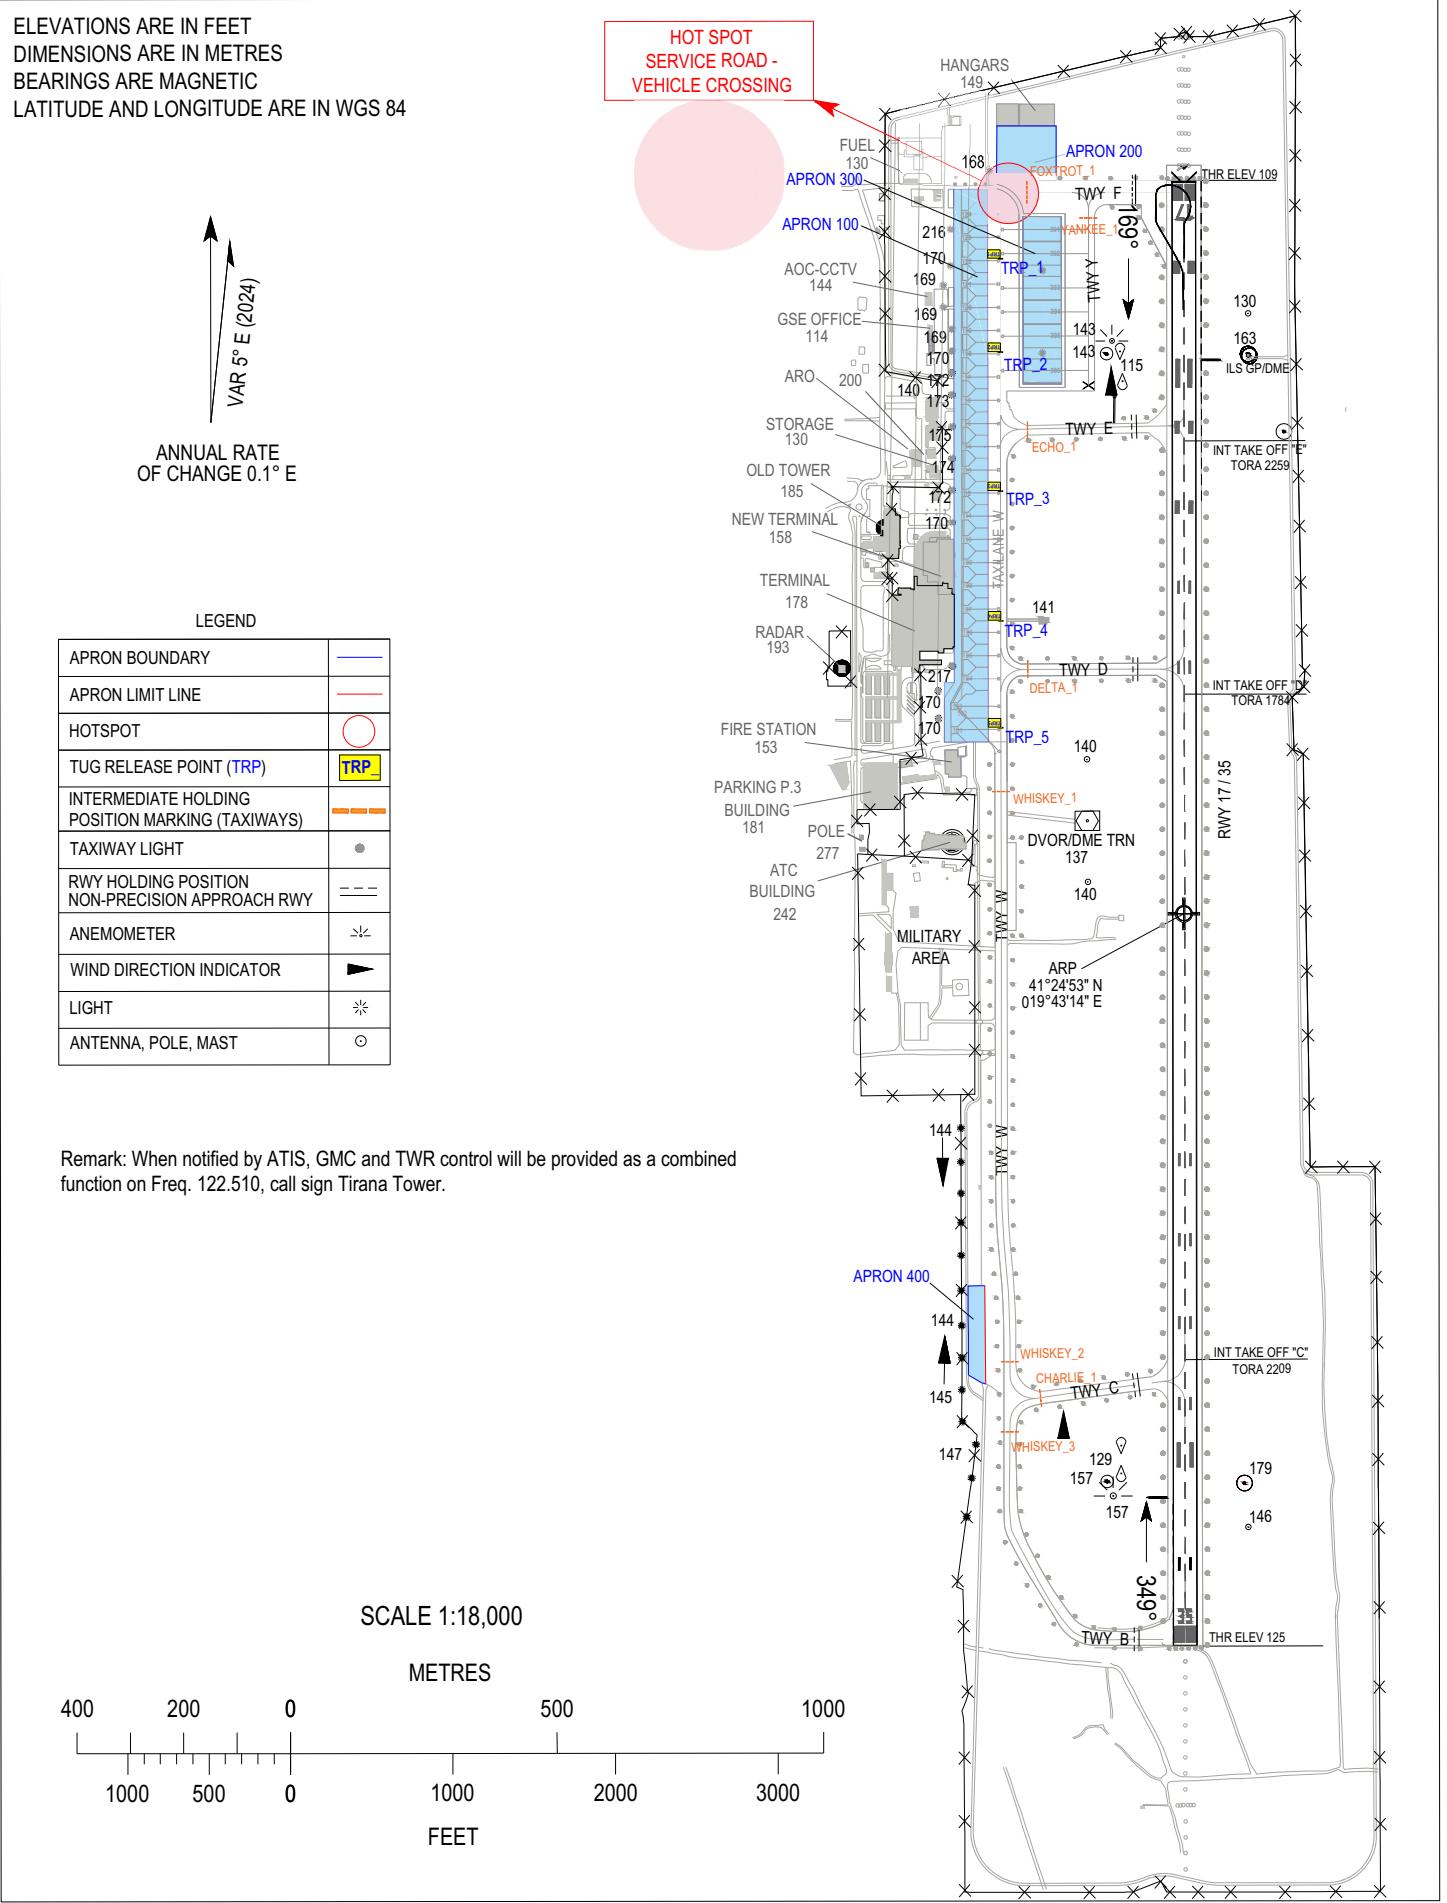 ELEVATIONS ARE IN FEET
DIMENSIONS ARE IN METRES
BEARINGS ARE MAGNETIC
LATITUDE AND LONGITUDE ARE IN WGS 84
HOT SPOT
SERVICE ROAD -
VEHICLE CROSSING
VAR 5° E (2024)
ANNUAL RATE
OF CHANGE 0.1° E
LEGEND
APRON BOUNDARY
APRON LIMIT LINE
HOTSPOT
TUG RELEASE POINT (TRP)
TRP_
INTERMEDIATE HOLDING
POSITION MARKING (TAXIWAYS)
TAXIWAY LIGHT
RWY HOLDING POSITION
NON-PRECISION APPROACH RWY
ANEMOMETER
WIND DIRECTION INDICATOR
LIGHT
ANTENNA, POLE, MAST
Remark: When notified by ATIS, GMC and TWR control will be provided as a combined
function on Freq. 122.510, call sign Tirana Tower.
SCALE 1:18,000
METRES
400 200 0 500 1000
1000 500 0 1000 2000 3000
FEET
HANGARS
149
FUEL
130
168
APRON 200
APRON 300
FOXTROT_1
TWY F
THR ELEV 109
17
APRON 100
216
YANKEE_1
169°
170
TRP_1
TWY Y
AOC-CCTV
144
169
GSE OFFICE
114
169
169
143
143
115
130
163
ILS GP/DME
170
TRP_2
ARO
200
140
172
173
STORAGE
130
175
TWY E
ECHO_1
INT TAKE OFF "E"
TORA 2259
OLD TOWER
185
174
172
TRP_3
NEW TERMINAL
158
170
TAXILANE W
TERMINAL
178
141
TRP_4
RADAR
193
217
TWY D
DELTA_1
INT TAKE OFF "D"
TORA 1784
170
170
FIRE STATION
153
TRP_5
140
RWY 17 / 35
PARKING P.3
BUILDING
181
WHISKEY_1
POLE
277
DVOR/DME TRN
137
ATC
BUILDING
242
140
TWY W
MILITARY
AREA
ARP
41°24'53" N
019°43'14" E
144
TWY W
APRON 400
144
WHISKEY_2
INT TAKE OFF "C"
TORA 2209
145
CHARLIE_1
TWY C
147
WHISKEY_3
129
157
157
179
146
349°
35
TWY B
THR ELEV 125